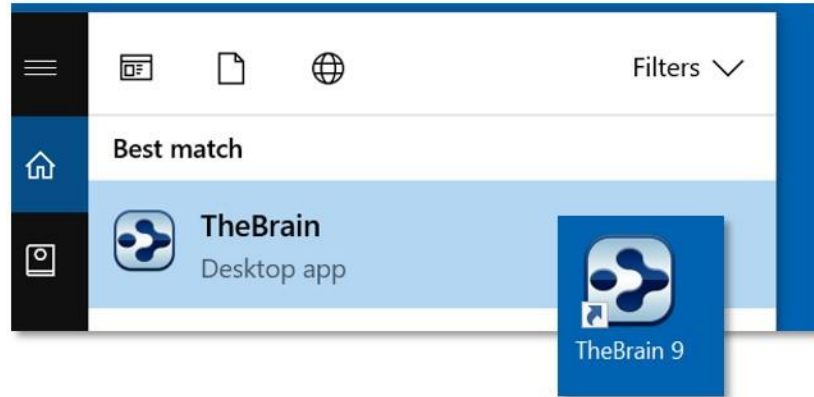 Filters
Best match
TheBrain
Desktop app
TheBrain 9